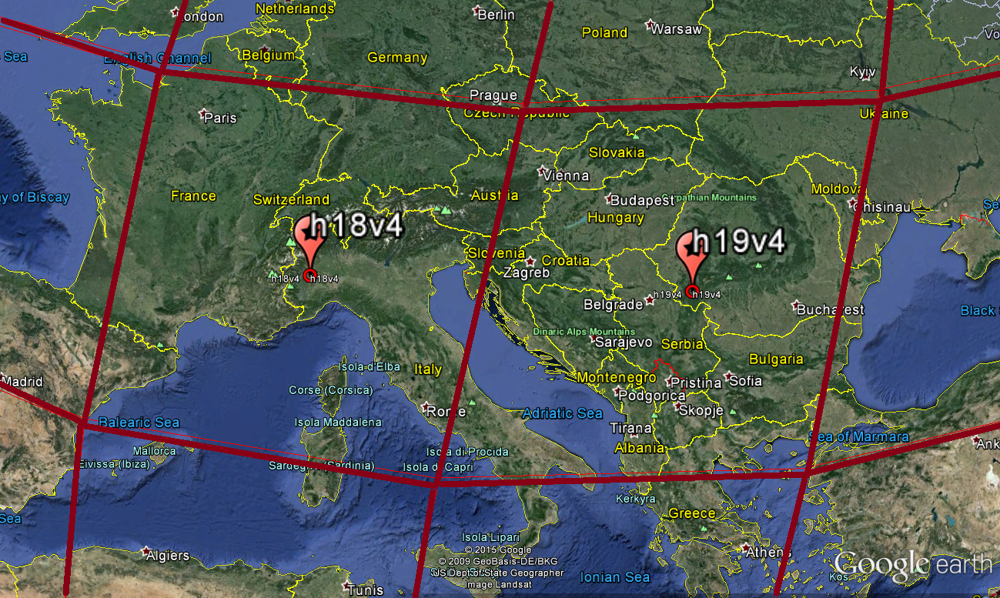 Netherlands
Berlin
London
Poland
Warsaw
Sea
English Channel
Belgium
Germany
Kyiv
Prague
Czech Republic
Ukraine
Paris
Slovakia
Vienna
France
Switzerland
Austria
Budapest
Carpathian Mountains
Moldova
Chisinau
y of Biscay
Hungary
h18v4
h19v4
Slovenia
Croatia
Zagreb
h18v4
h18v4
Belgrade
h19v4
h19v4
Bucharest
Black
Dinaric Alps Mountains
Sarajevo
Serbia
Bulgaria
Isola d'Elba
Italy
Madrid
Montenegro
Pristina
Sofia
Corse (Corsica)
Podgorica
Rome
Adriatic Sea
Skopje
Balearic Sea
Isola Maddalena
Tirana
Sea of Marmara
Ank
Mallorca
Isola di Procida
Albania
Eivissa (Ibiza)
Sardegna (Sardinia)
Isola di Capri
Kerkyra
Sea
Greece
Isola Lipari
Algiers
© 2015 Google
Athens
© 2009 GeoBasis-DE/BKG
US Dept of State Geographer
Ionian Sea
Kos
Google earth
Image Landsat
Tunis